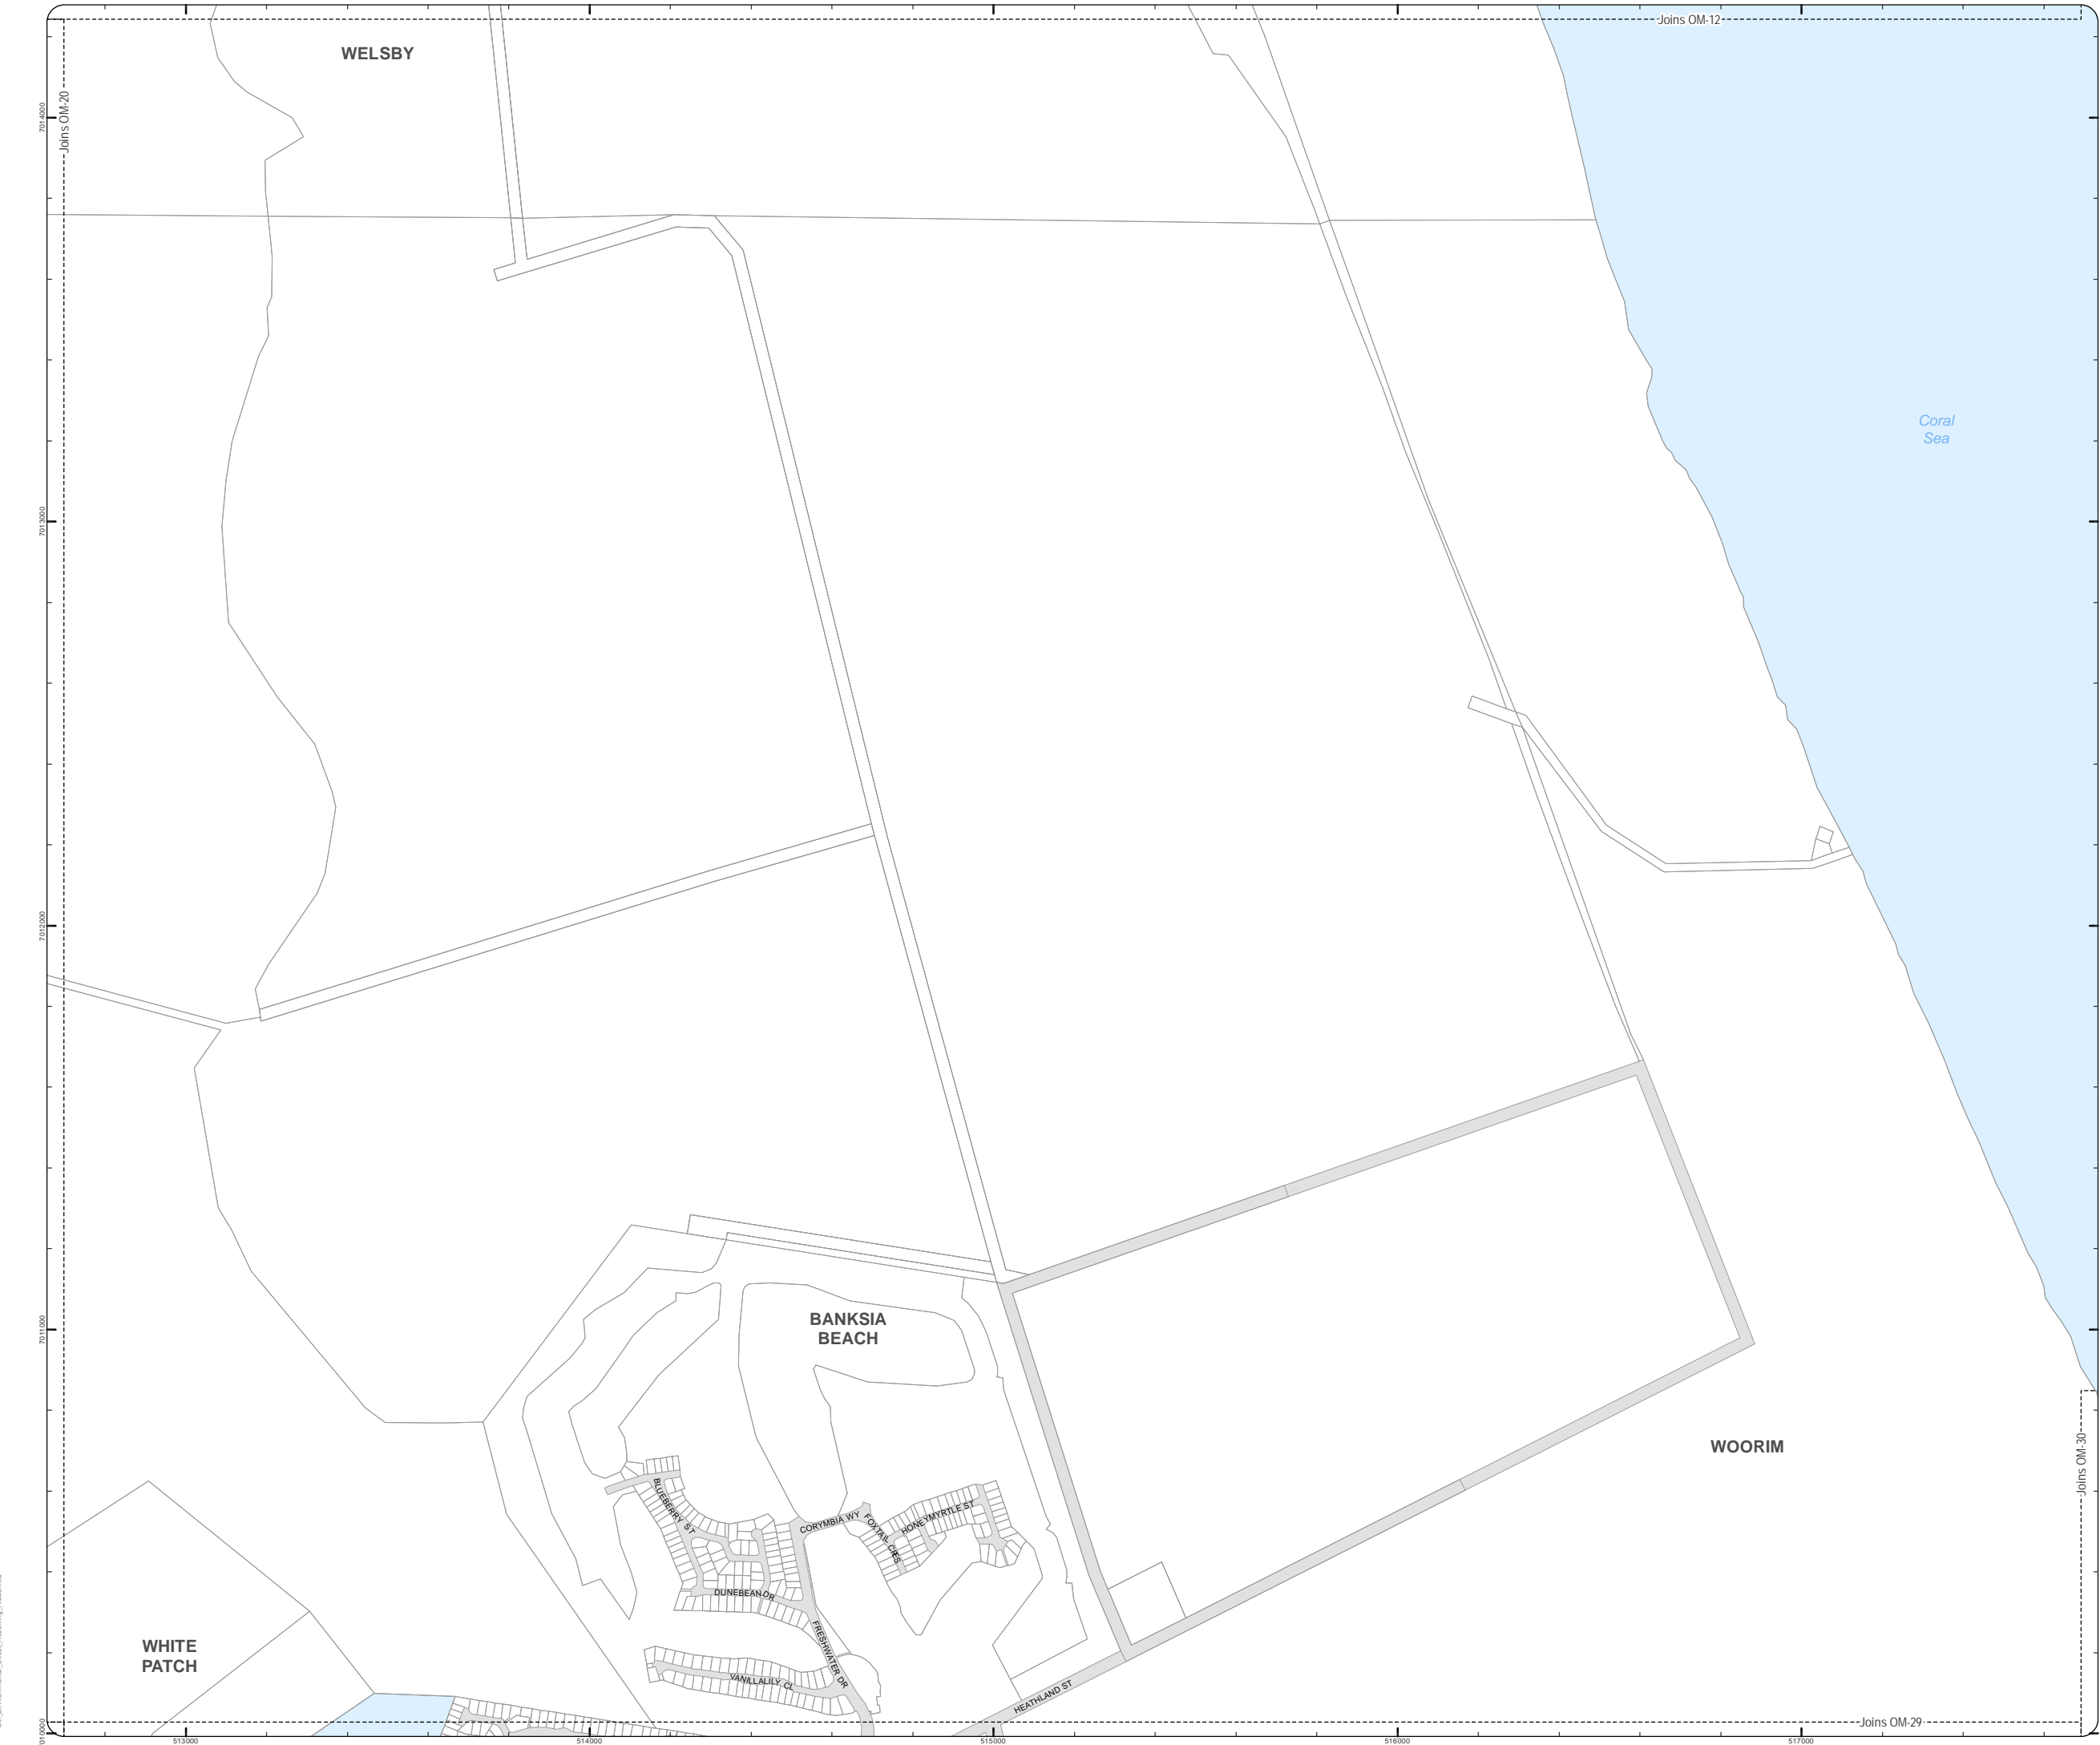 Joins OM-12
WELSBY
Joins OM-20
7014000
Coral
Sea
7013000
7012000
7011000
BANKSIA
BEACH
WOORIM
Joins OM-30
BLUEBERRY ST
CORYMBIA WY
FOXTAIL CRES
HONEYMYRTLE ST
DUNEBEAN DR
FRESHWATER DR
VANILLALILY CL
HEATHLAND ST
WHITE
PATCH
Joins OM-29
513000
514000
515000
516000
517000